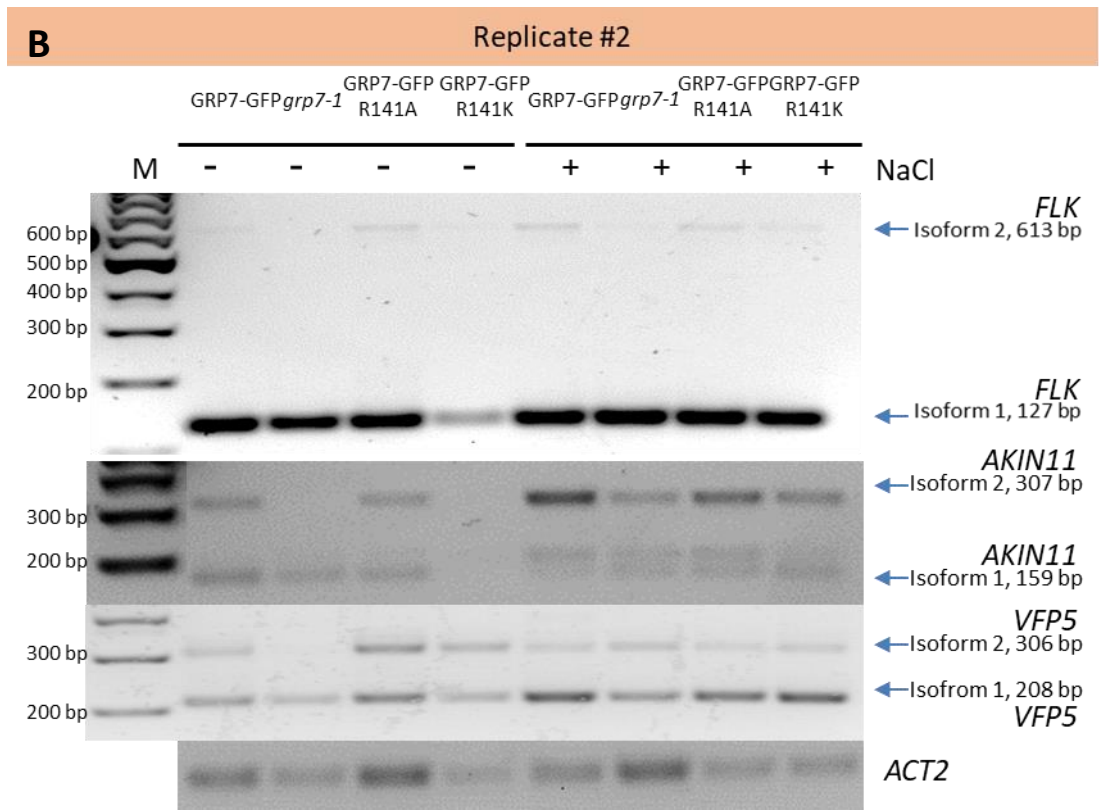 B
Replicate #2
GRP7-GFP grp7-1 GRP7-GFP GRP7-GFP GRP7-GFP grp7-1 GRP7-GFP GRP7-GFP
R141A R141K R141A R141K
M - - - - + + + + NaCl
FLK
600 bp
Isoform 2, 613 bp
500 bp
400 bp
300 bp
200 bp
FLK
Isoform 1, 127 bp
AKIN11
Isoform 2, 307 bp
300 bp
200 bp
AKIN11
Isoform 1, 159 bp
VFP5
300 bp
Isoform 2, 306 bp
200 bp
Isofrom 1, 208 bp
VFP5
ACT2